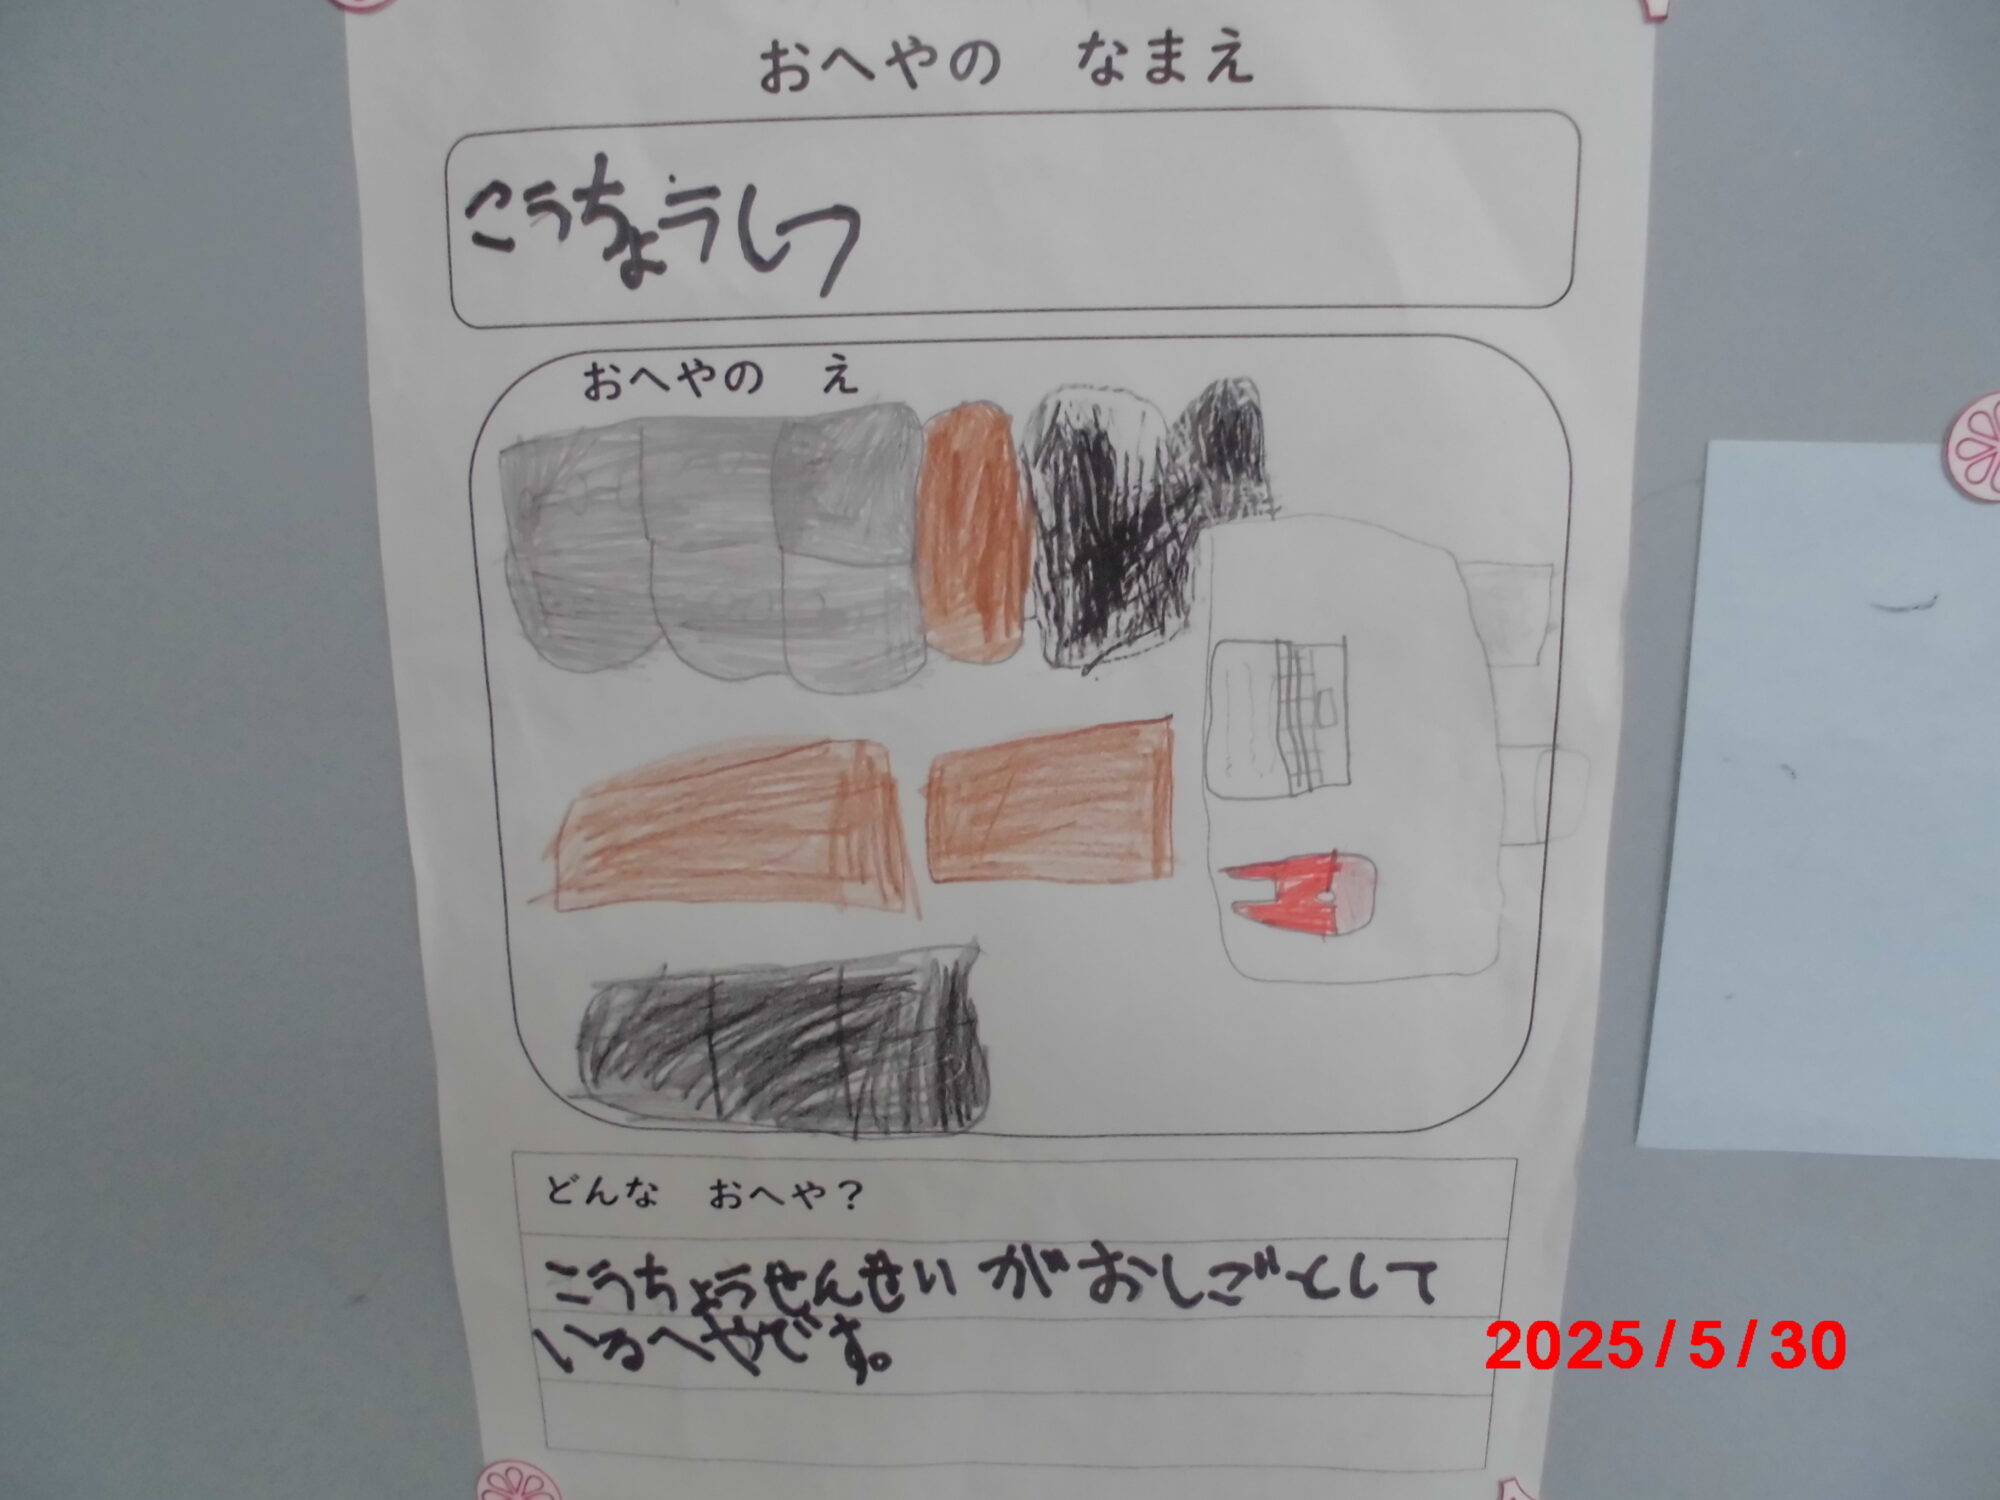 おへやの　なまえ
こうちょうしつ
おへやの　え
どんな　おへや？
こうちょうせんせいがおしごとして
いるへやです。
2025/5/30